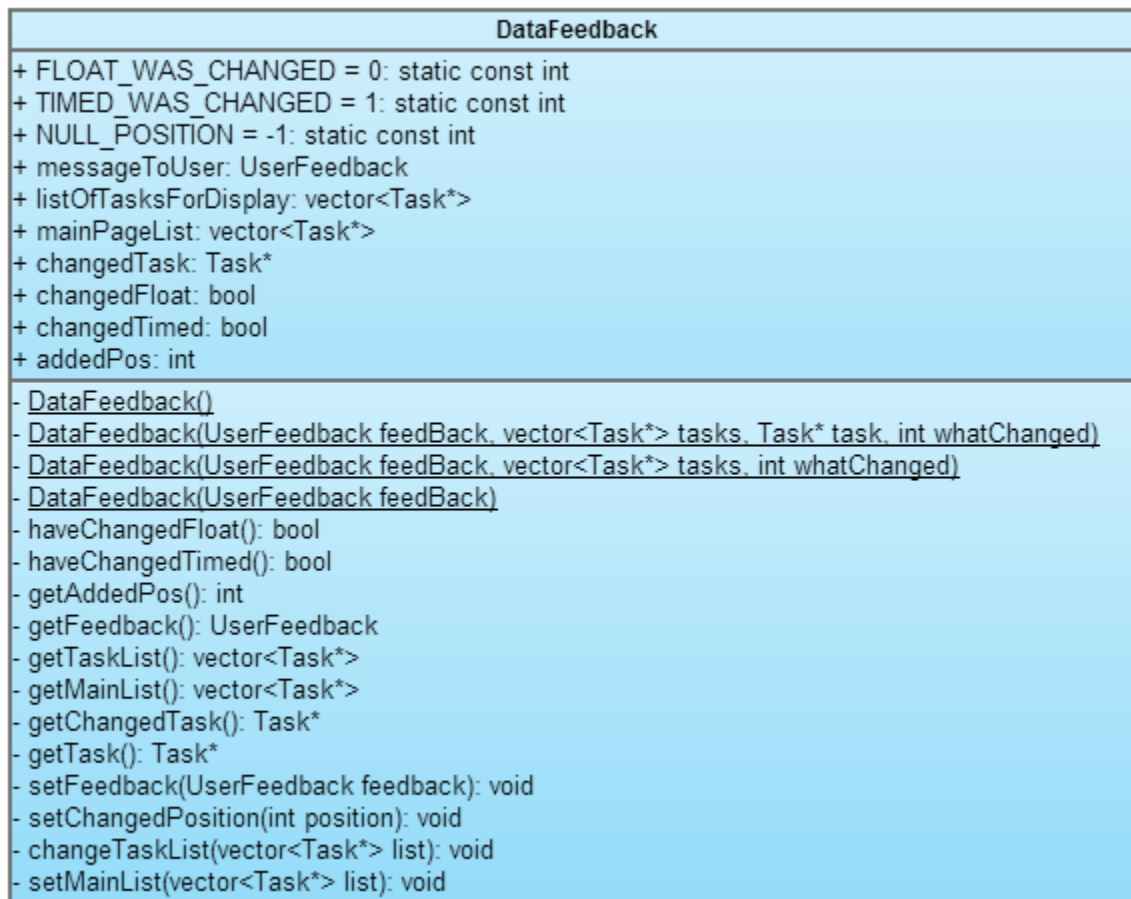 DataFeedback
+ FLOAT_WAS_CHANGED = 0: static const int
+ TIMED_WAS_CHANGED = 1: static const int
+ NULL_POSITION = -1: static const int
+ messageToUser: UserFeedback
+ listOfTasksForDisplay: vector<Task*>
+ mainPageList: vector<Task*>
+ changedTask: Task*
+ changedFloat: bool
+ changedTimed: bool
+ addedPos: int
- DataFeedback()
- DataFeedback(UserFeedback feedBack, vector<Task*> tasks, Task* task, int whatChanged)
- DataFeedback(UserFeedback feedBack, vector<Task*> tasks, int whatChanged)
- DataFeedback(UserFeedback feedBack)
- haveChangedFloat(): bool
- haveChangedTimed(): bool
- getAddedPos(): int
- getFeedback(): UserFeedback
- getTaskList(): vector<Task*>
- getMainList(): vector<Task*>
- getChangedTask(): Task*
- getTask(): Task*
- setFeedback(UserFeedback feedback): void
- setChangedPosition(int position): void
- changeTaskList(vector<Task*> list): void
- setMainList(vector<Task*> list): void